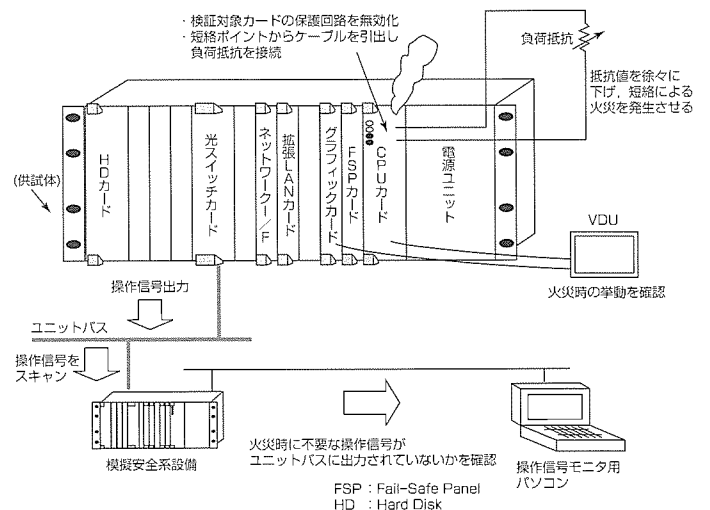 ・検証対象カードの保護回路を無効化
・短絡ポイントからケーブルを引出し
負荷抵抗を接続
負荷抵抗
抵抗値を徐々に
下げ，短絡による
火災を発生させる
(供試体)
HDカード
光スイッチカード
ネットワークI/F
拡張LANカード
グラフィックカード
FSPカード
CPUカード
電源ユニット
VDU
火災時の挙動を確認
操作信号出力
ユニットバス
操作信号を
スキャン
模擬安全系設備
火災時に不要な操作信号が
ユニットバスに出力されていないかを確認
操作信号モニタ用
パソコン
FSP : Fail-Safe Panel
HD : Hard Disk